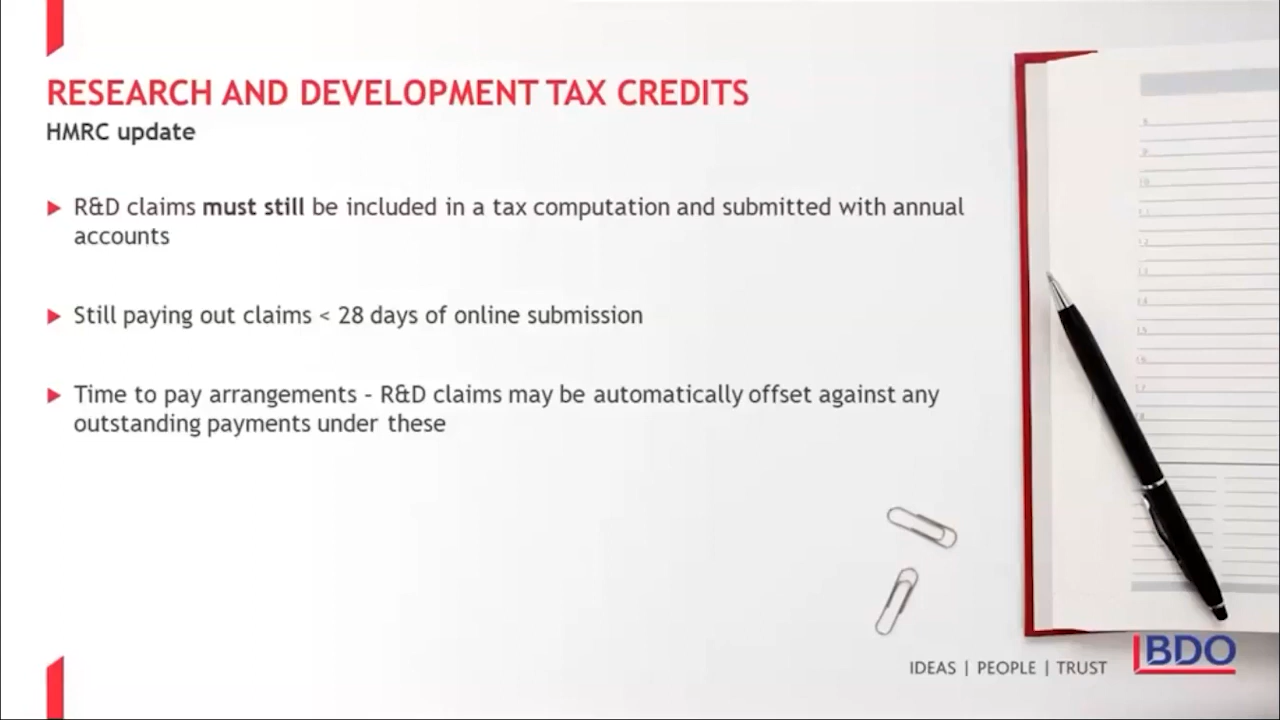 RESEARCH AND DEVELOPMENT TAX CREDITS
HMRC update
R&D claims must still be included in a tax computation and submitted with annual
accounts
Still paying out claims < 28 days of online submission
Time to pay arrangements - R&D claims may be automatically offset against any
outstanding payments under these
IDEAS | PEOPLE | TRUST
BDO